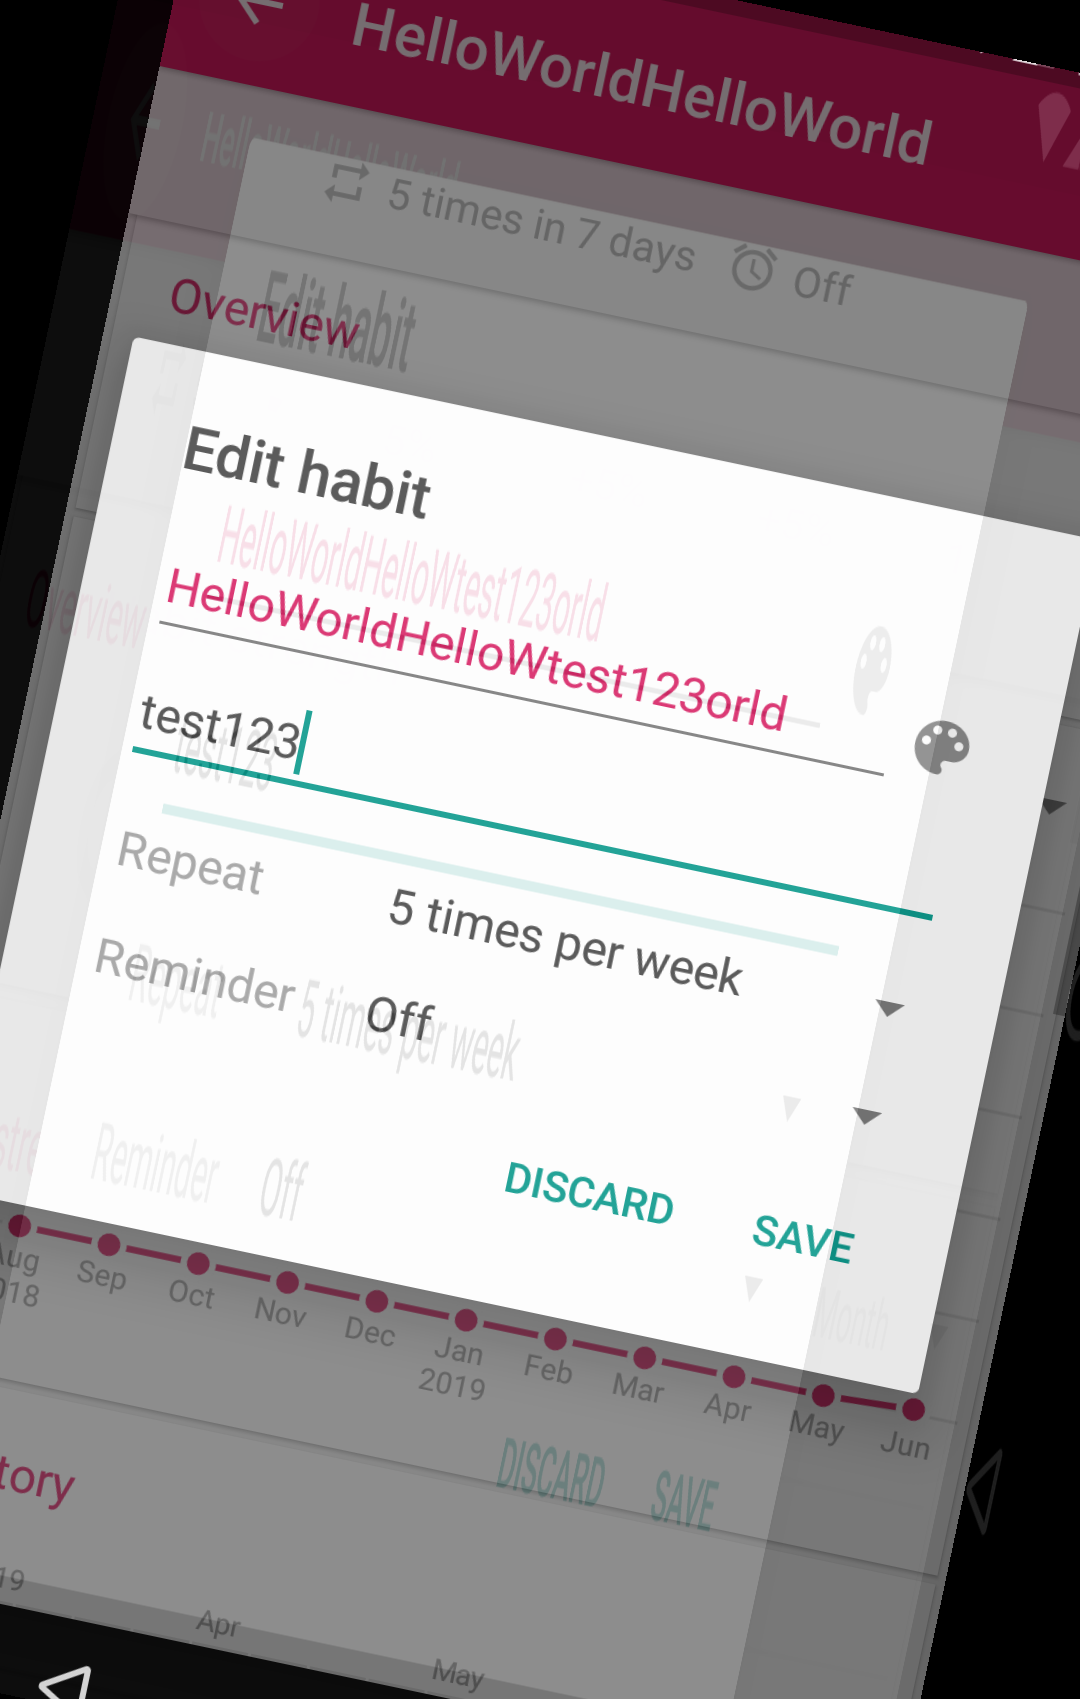 HelloWorldHelloWorld
HelloWorldHelloWorld
5 times in 7 days
Off
Overview
Edit habit
Edit habit
HelloWorldHelloWtest123orld
HelloWorldHelloWtest123orld
Overview
test123
test123
Repeat
5 times per week
Reminder
Off
Repeat
5 times per week
Reminder
Off
DISCARD
SAVE
Month
Aug
Sep
Oct
Nov
Dec
Jan
2019
Feb
Mar
Apr
May
Jun
DISCARD
SAVE
tory
19
Apr
May